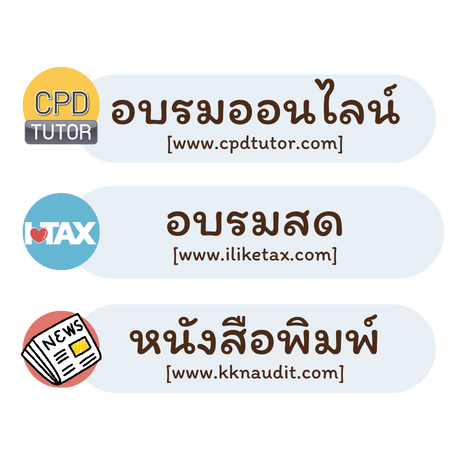 CPD
TUTOR
อบรมออนไลน์
[www.cpdtutor.com]
I TAX
อบรมสด
[www.iliketax.com]
NEWS
หนังสือพิมพ์
[www.kknaudit.com]